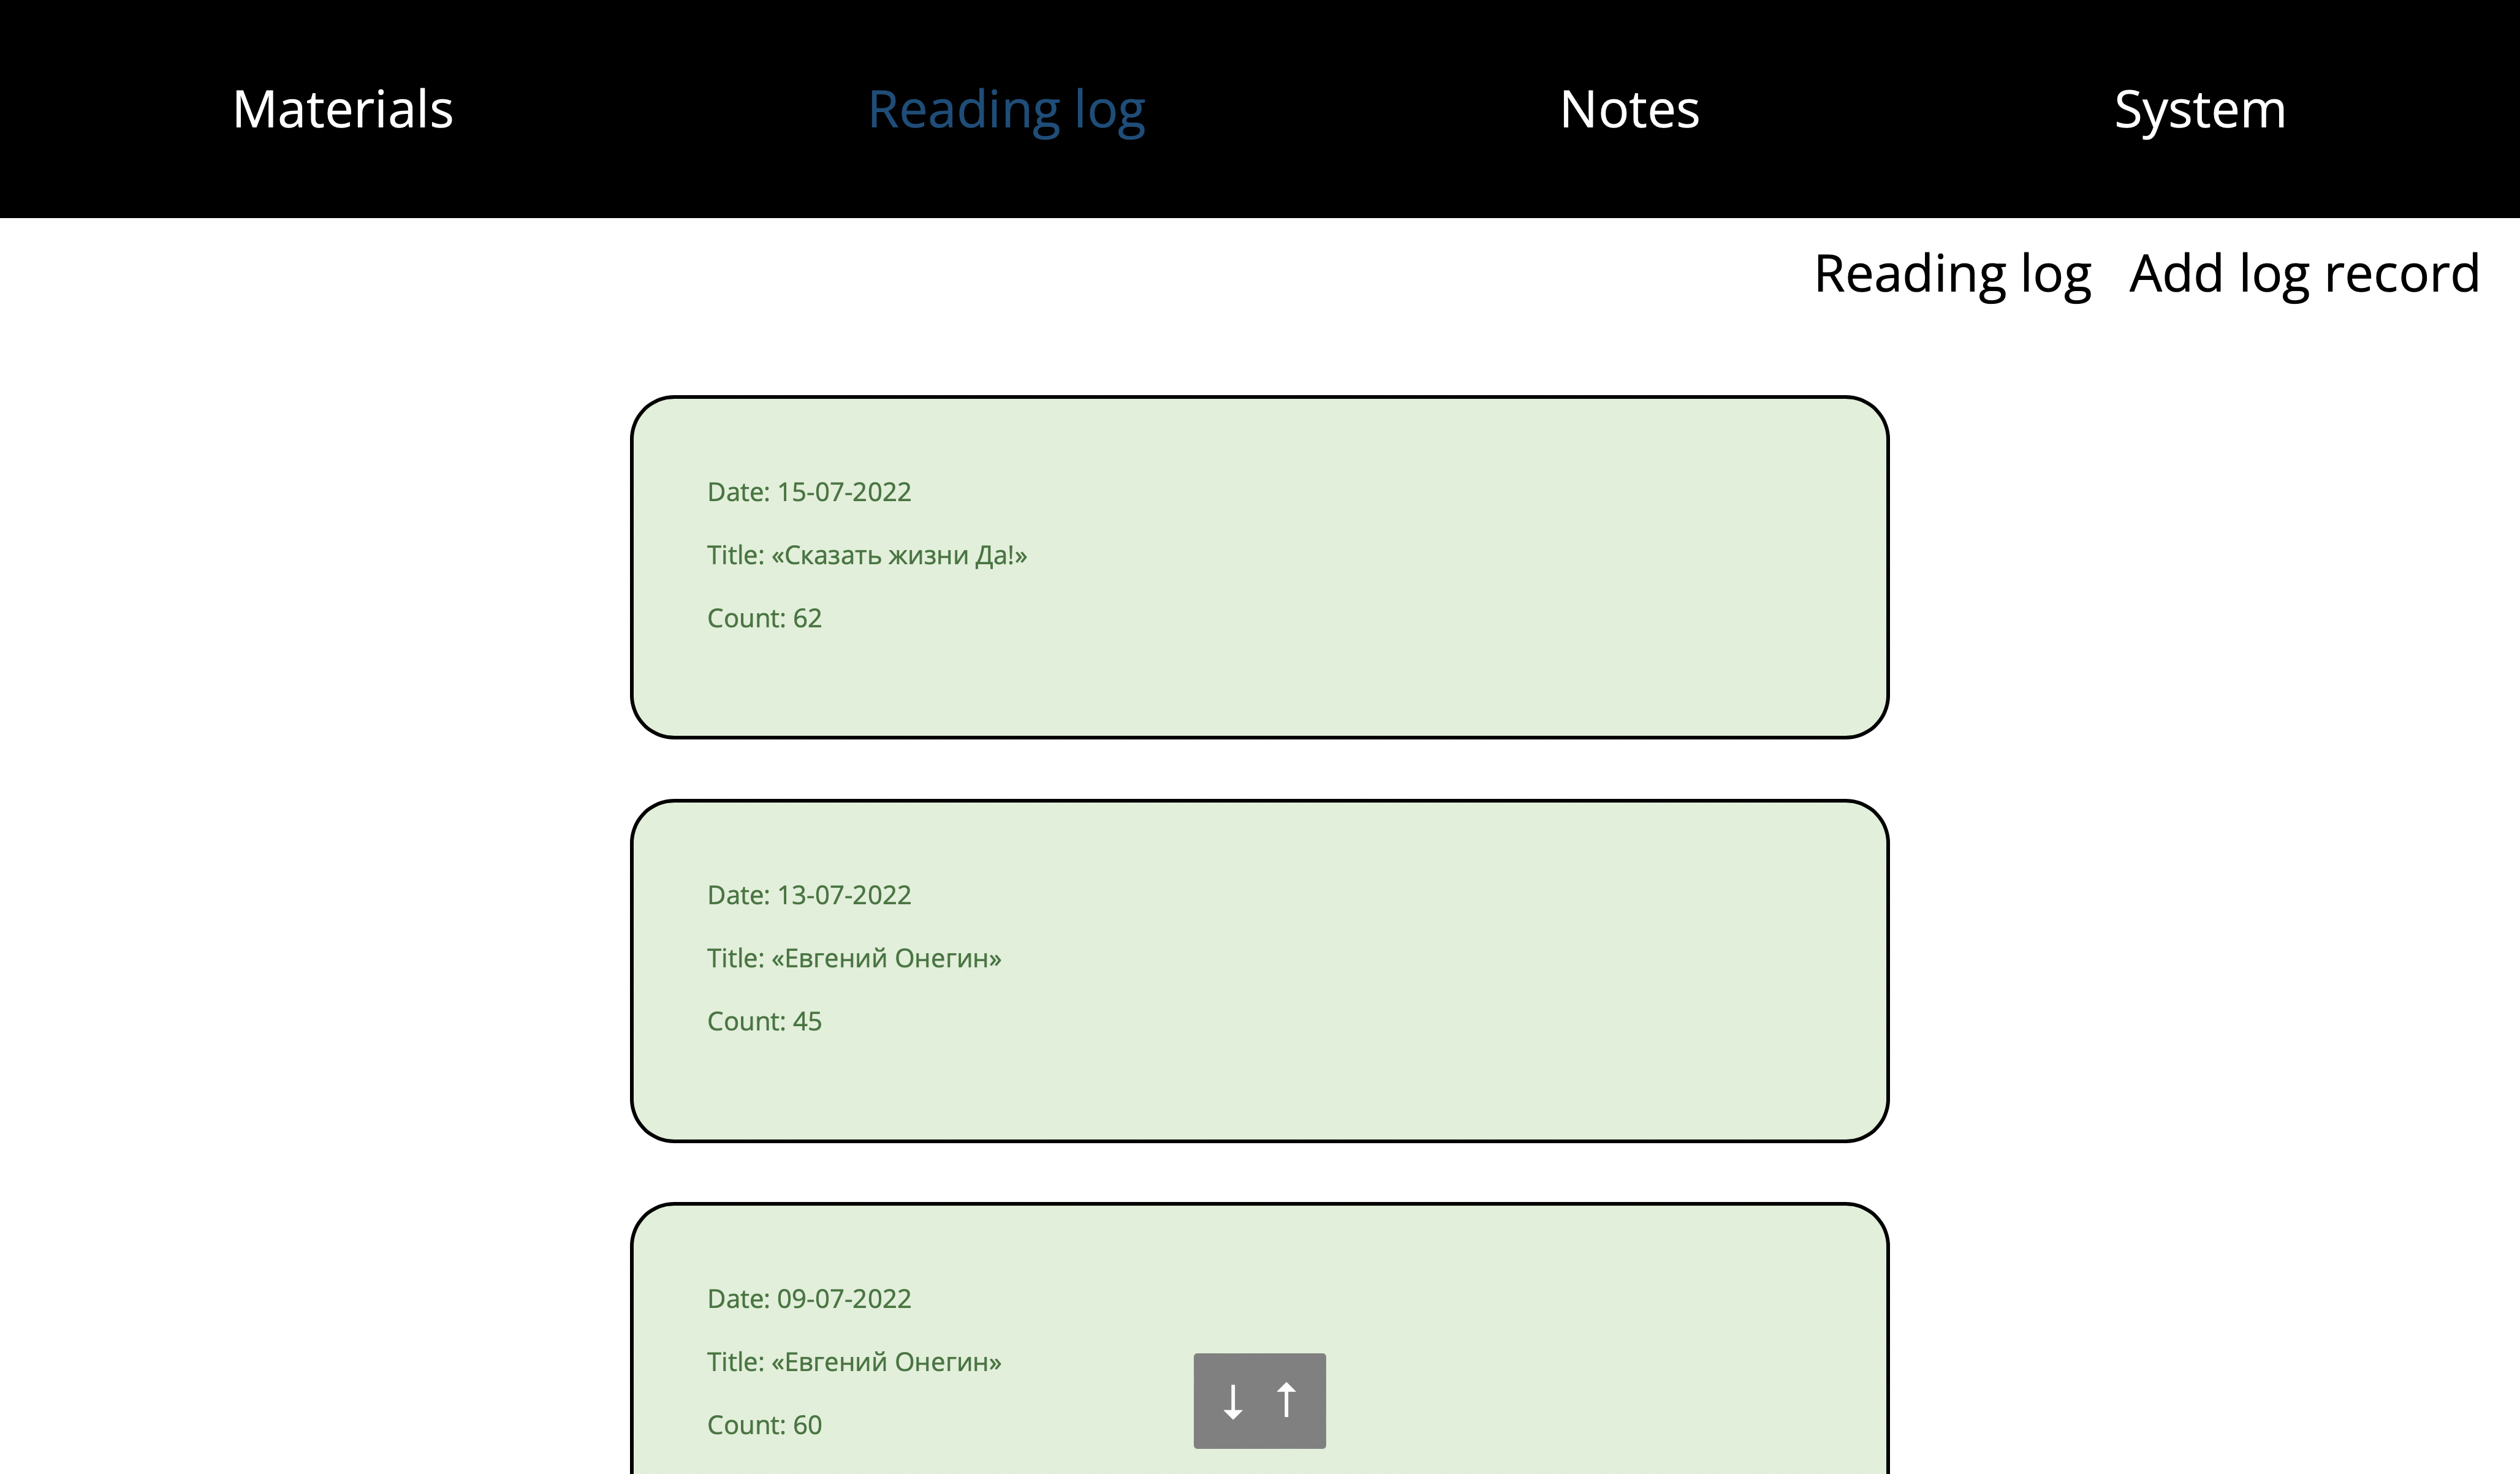 Materials Reading log Notes System
Reading log Add log record
Date: 15-07-2022
Title: «Сказать жизни Да!»
Count: 62
Date: 13-07-2022
Title: «Евгений Онегин»
Count: 45
Date: 09-07-2022
Title: «Евгений Онегин»
Count: 60
↓ ↑